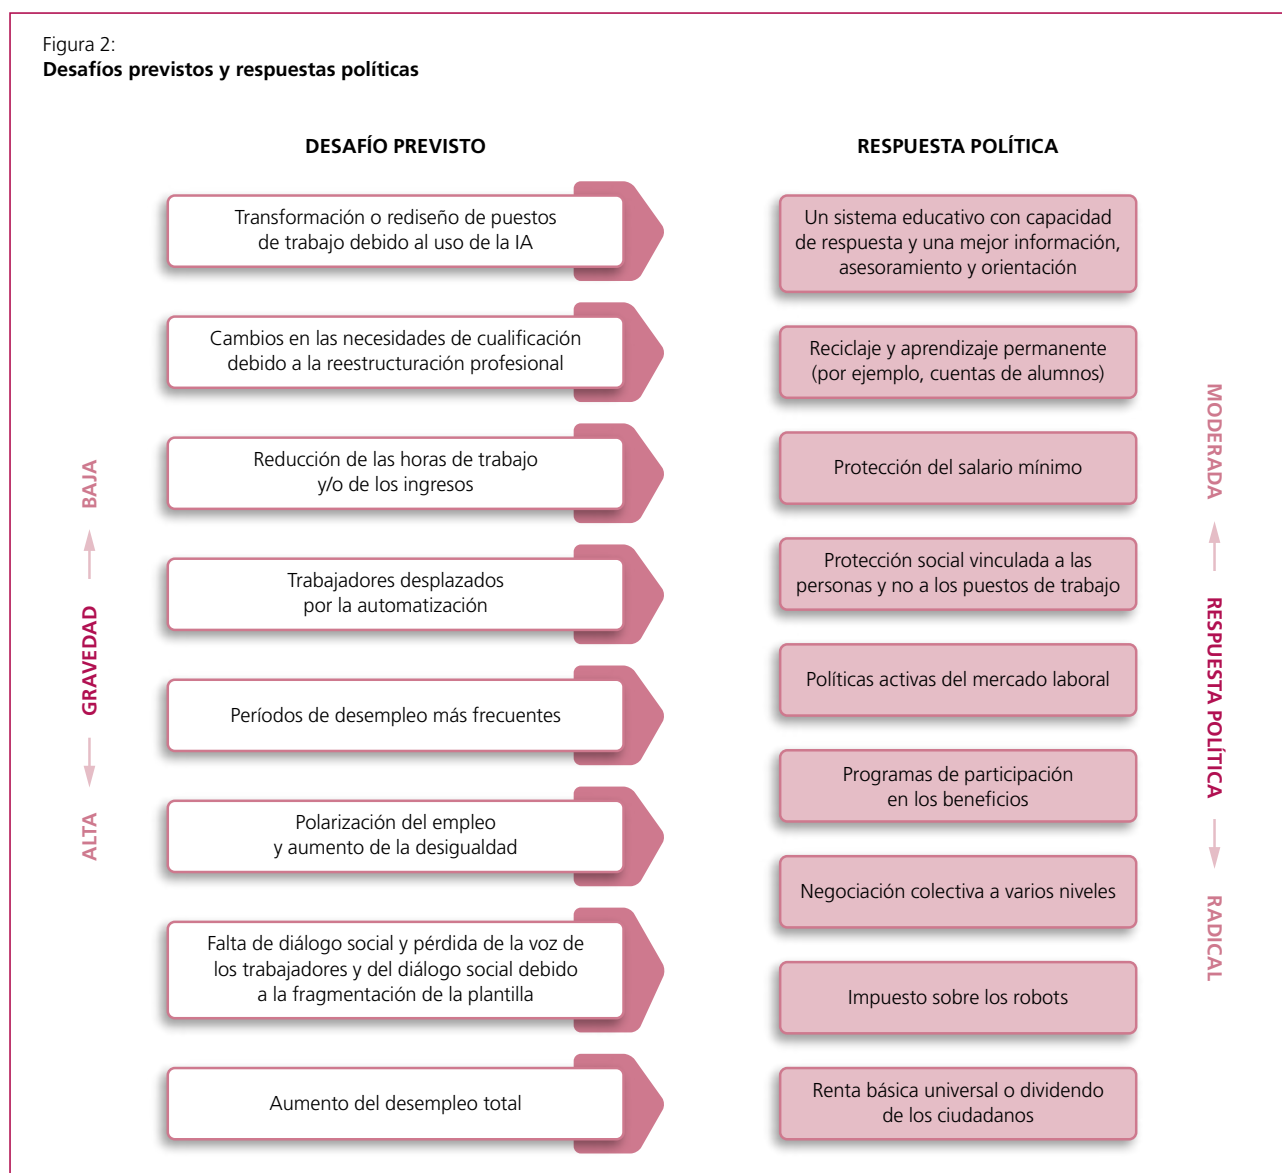 Figura 2:
Desafíos previstos y respuestas políticas
DESAFÍO PREVISTO
Transformación o rediseño de puestos
de trabajo debido al uso de la IA
Cambios en las necesidades de cualificación
debido a la reestructuración profesional
Reducción de las horas de trabajo
y/o de los ingresos
Trabajadores desplazados
por la automatización
Períodos de desempleo más frecuentes
Polarización del empleo
y aumento de la desigualdad
Falta de diálogo social y pérdida de la voz de
los trabajadores y del diálogo social debido
a la fragmentación de la plantilla
Aumento del desempleo total
RESPUESTA POLÍTICA
Un sistema educativo con capacidad
de respuesta y una mejor información,
asesoramiento y orientación
Reciclaje y aprendizaje permanente
(por ejemplo, cuentas de alumnos)
Protección del salario mínimo
Protección social vinculada a las
personas y no a los puestos de trabajo
Políticas activas del mercado laboral
Programas de participación
en los beneficios
Negociación colectiva a varios niveles
Impuesto sobre los robots
Renta básica universal o dividendo
de los ciudadanos
ALTA
GRAVEDAD
BAJA
MODERADA
RESPUESTA POLÍTICA
RADICAL